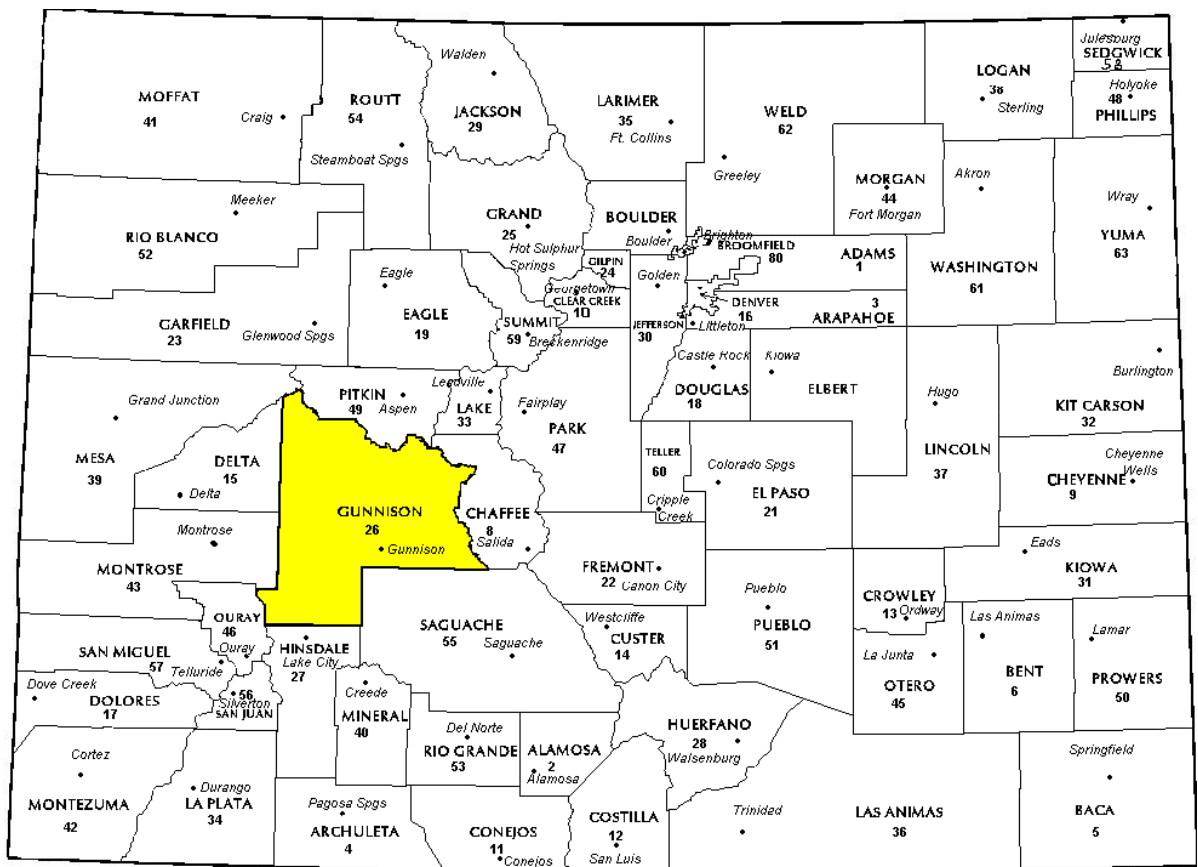 Julesburg
SEDGWICK
58
Walden
LOGAN
38
Sterling
Holyoke
48
PHILLIPS
MOFFAT
41
Craig
ROUTT
54
Steamboat Spgs
JACKSON
29
LARIMER
35
Ft. Collins
WELD
62
Greeley
MORGAN
44
Fort Morgan
Akron
WASHINGTON
61
Wray
YUMA
63
Meeker
RIO BLANCO
52
GRAND
25
Hot Sulphur
Springs
BOULDER
Boulder
Brighton
BROOMFIELD
80
ADAMS
1
GILPIN
24
Golden
Georgetown
CLEAR CREEK
10
DENVER
16
3
ARAPAHOE
Littleton
JEFFERSON
30
Eagle
EAGLE
19
SUMMIT
59
Breckenridge
GARFIELD
23
Glenwood Spgs
Castle Rock
DOUGLAS
18
Kiowa
ELBERT
Hugo
LINCOLN
37
Burlington
KIT CARSON
32
PITKIN
49
Aspen
Leadville
LAKE
33
Fairplay
PARK
47
Grand Junction
MESA
39
DELTA
15
Delta
TELLER
60
Cripple
Creek
Colorado Spgs
EL PASO
21
Cheyenne
Wells
CHEYENNE
9
GUNNISON
26
Gunnison
CHAFFEE
8
Salida
Montrose
MONTROSE
43
FREMONT
22
Canon City
Eads
KIOWA
31
Pueblo
PUEBLO
51
CROWLEY
13
Ordway
OURAY
46
Ouray
HINSDALE
Lake City
27
SAGUACHE
55
Saguache
Westcliffe
CUSTER
14
Las Animas
BENT
6
Lamar
PROWERS
50
La Junta
OTERO
45
SAN MIGUEL
57
Telluride
Dove Creek
DOLORES
17
56
Silverton
SAN JUAN
Creede
MINERAL
40
Del Norte
RIO GRANDE
53
ALAMOSA
2
Alamosa
HUERFANO
28
Walsenburg
Cortez
MONTEZUMA
42
Durango
LA PLATA
34
Pagosa Spgs
ARCHULETA
4
CONEJOS
11
Conejos
COSTILLA
12
San Luis
Trinidad
LAS ANIMAS
36
Springfield
BACA
5